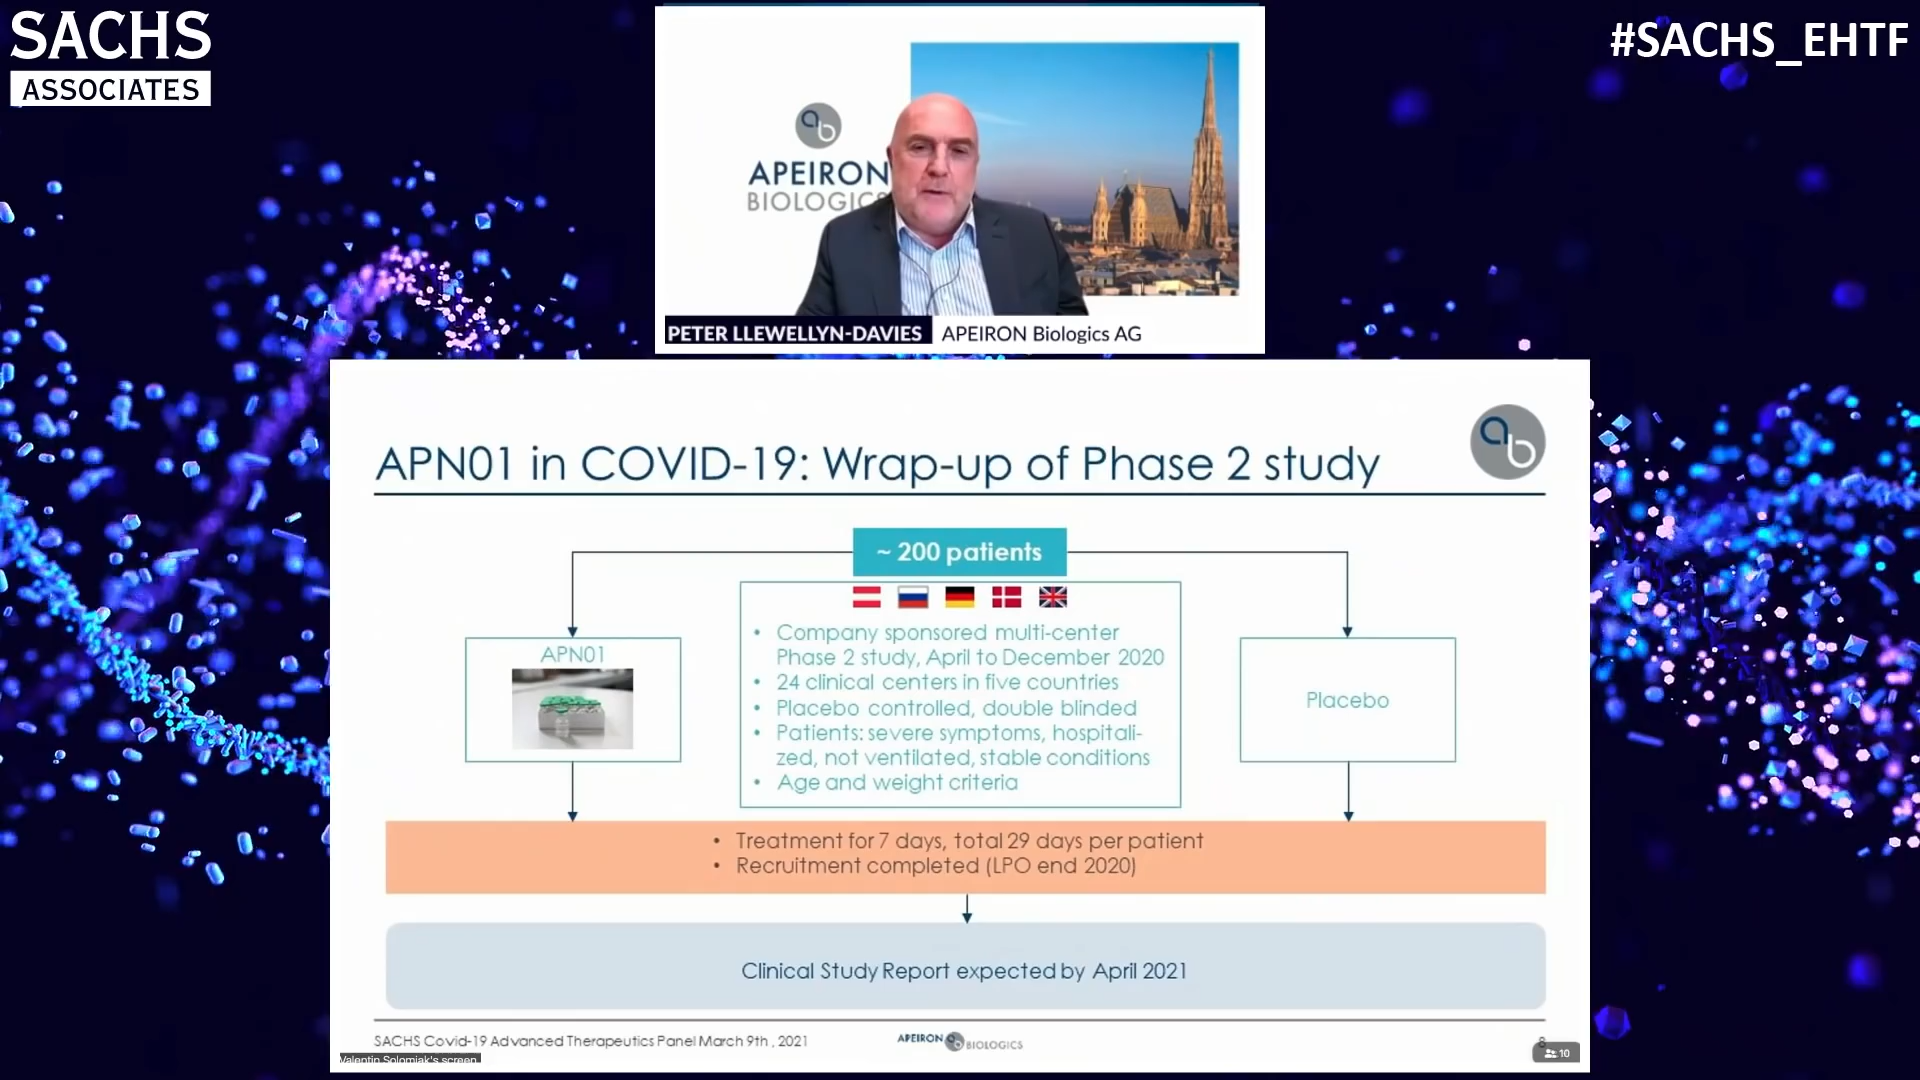 SACHS
ASSOCIATES
#SACHS_EHTF
ab
APEIRON
BIOLOGICS
PETER LLEWELLYN-DAVIES APEIRON Biologics AG
ab
APN01 in COVID-19: Wrap-up of Phase 2 study
~ 200 patients
APN01
• Company sponsored multi-center
Phase 2 study, April to December 2020
• 24 clinical centers in five countries
• Placebo controlled, double blinded
• Patients: severe symptoms, hospitali-
zed, not ventilated, stable conditions
• Age and weight criteria
Placebo
• Treatment for 7 days, total 29 days per patient
• Recruitment completed (LPO end 2020)
Clinical Study Report expected by April 2021
SACHS Covid-19 Advanced Therapeutics Panel March 9th, 2021
APEIRON ab BIOLOGICS
Valentin Solomiak's screen
10